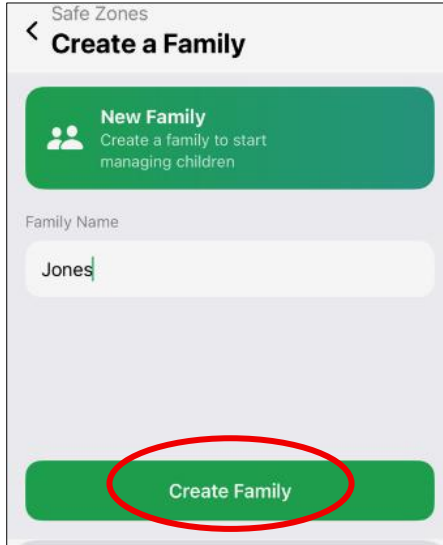 Safe Zones
Create a Family
New Family
Create a family to start
managing children
Family Name
Jones
Create Family